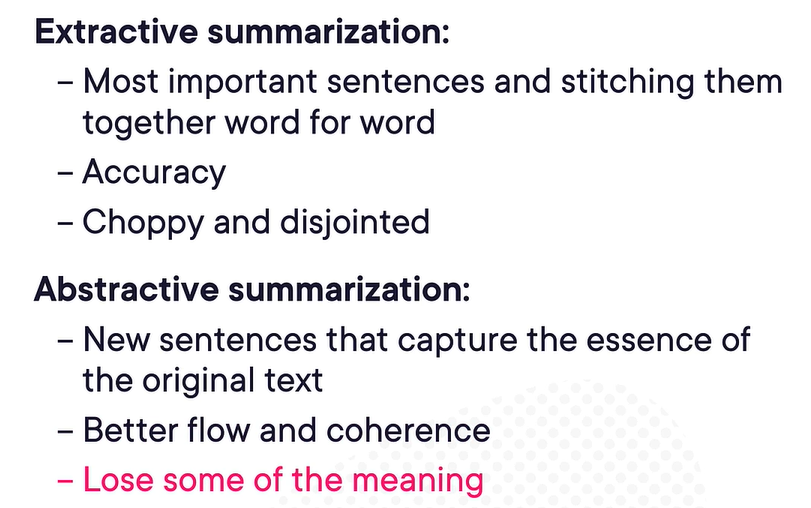 Extractive summarization:
– Most important sentences and stitching them
together word for word
– Accuracy
– Choppy and disjointed
Abstractive summarization:
– New sentences that capture the essence of
the original text
– Better flow and coherence
– Lose some of the meaning